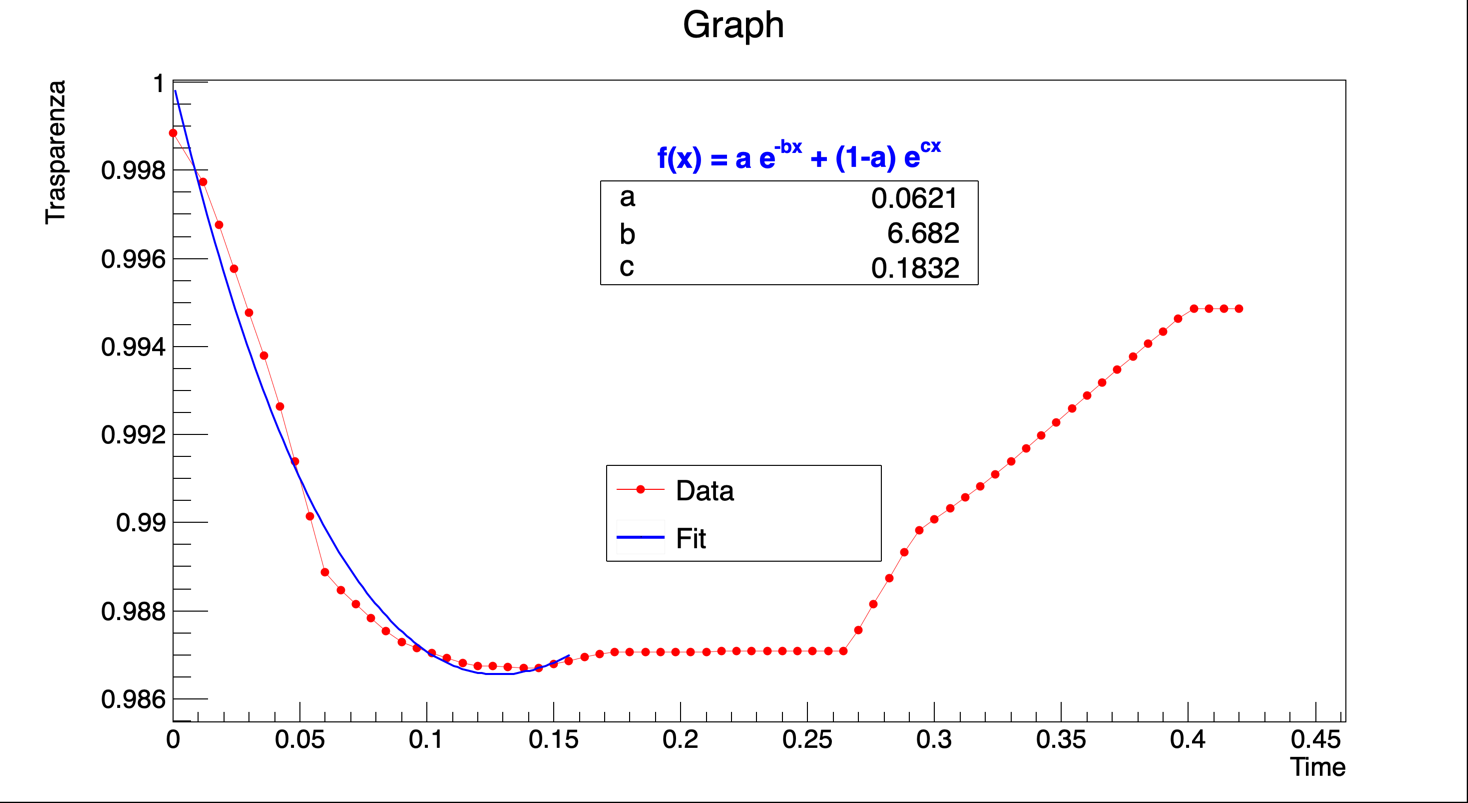 Graph
Trasparenza
1
0.998
0.996
0.994
0.992
0.99
0.988
0.986
f(x) = a e^-bx + (1-a) e^cx
a 0.0621
b 6.682
c 0.1832
Data
Fit
0 0.05 0.1 0.15 0.2 0.25 0.3 0.35 0.4 0.45
Time